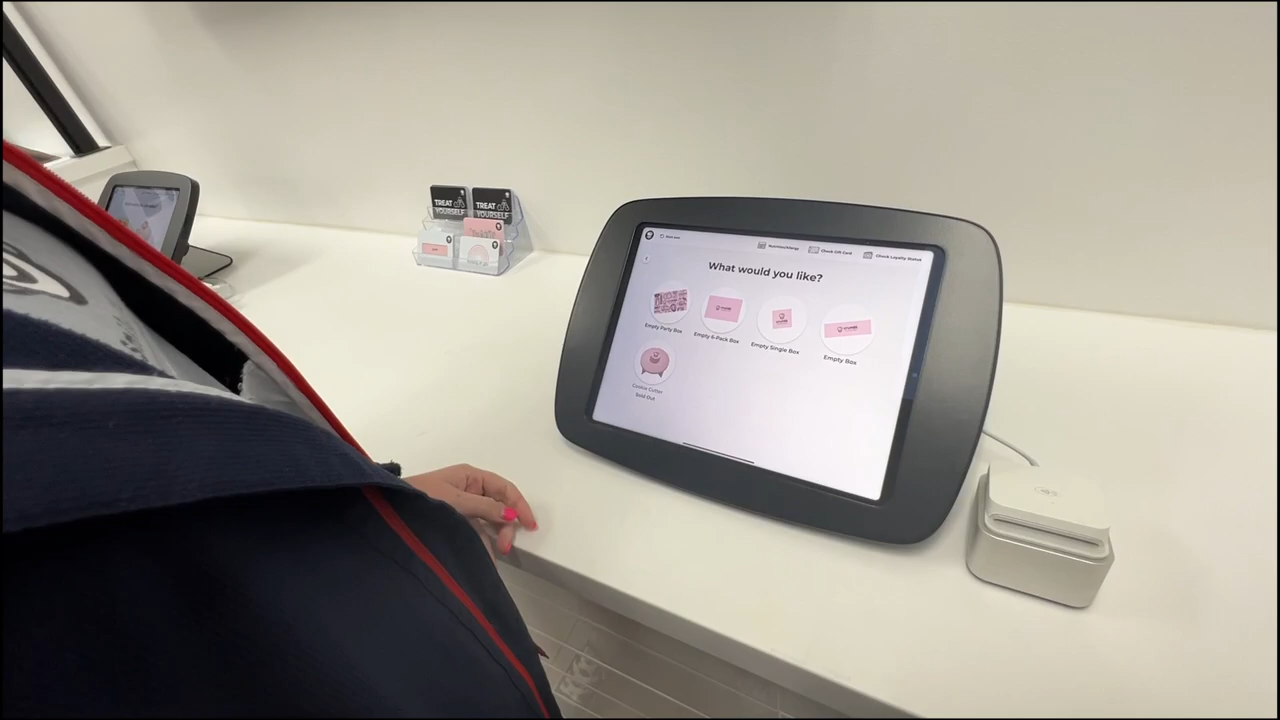 TREAT
YOURSELF
TREAT
YOURSELF
Nutrition/Allergy
Check Gift Card
Check Loyalty Status
What would you like?
Empty Party Box
Empty 6-Pack Box
Empty Single Box
Empty Box
Cookie Cutter
Sold Out